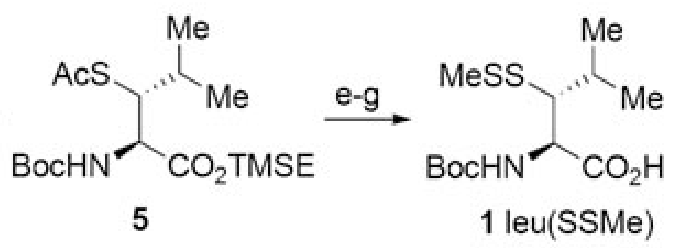 Me
AcS
Me
BocHN
CO₂TMSE
5
e-g
Me
MeSS
Me
BocHN
CO₂H
1 leu(SSMe)